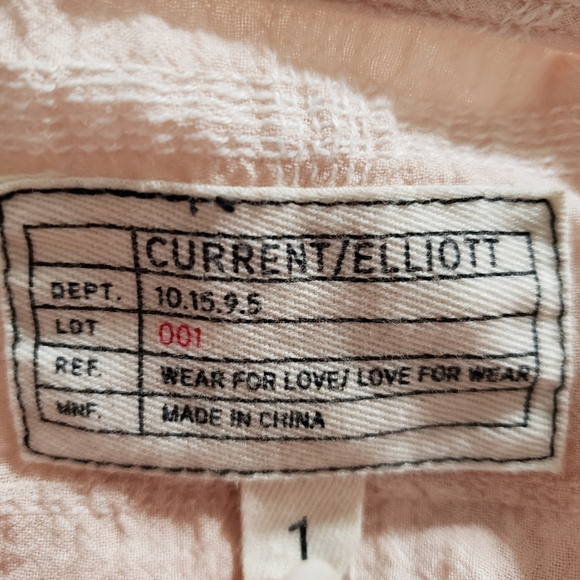 CURRENT/ELLIOTT
DEPT. 10.15.9.5
LOT 001
REF. WEAR FOR LOVE/ LOVE FOR WEAR
MNF. MADE IN CHINA
1